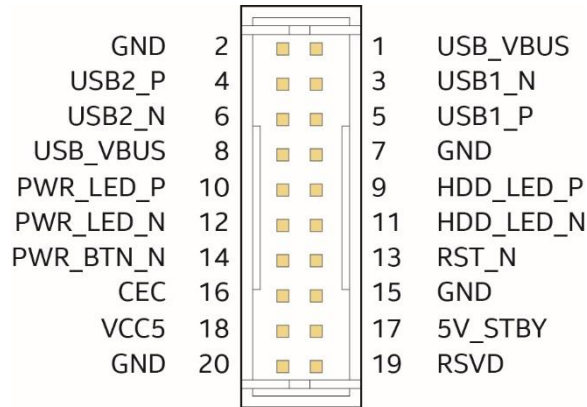 GND 2 1 USB_VBUS
USB2_P 4 3 USB1_N
USB2_N 6 5 USB1_P
USB_VBUS 8 7 GND
PWR_LED_P 10 9 HDD_LED_P
PWR_LED_N 12 11 HDD_LED_N
PWR_BTN_N 14 13 RST_N
CEC 16 15 GND
VCC5 18 17 5V_STBY
GND 20 19 RSVD